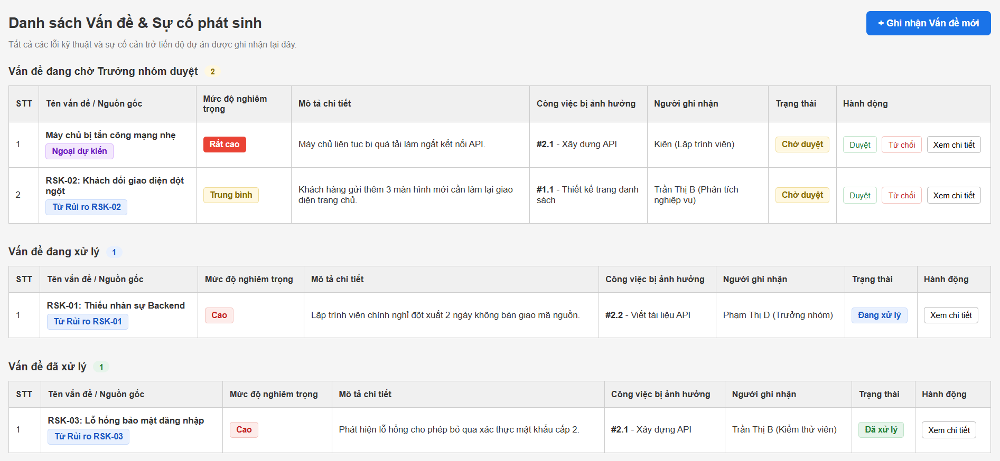 Danh sách Vấn đề & Sự cố phát sinh
+ Ghi nhận Vấn đề mới
Tất cả các lỗi kỹ thuật và sự cố cản trở tiến độ dự án được ghi nhận tại đây.
Vấn đề đang chờ Trưởng nhóm duyệt 2
STT
Tên vấn đề / Nguồn gốc
Mức độ nghiêm
trọng
Mô tả chi tiết
Công việc bị ảnh hưởng
Người ghi nhận
Trạng thái
Hành động
1
Máy chủ bị tấn công mạng nhẹ
Ngoại dự kiến
Rất cao
Máy chủ liên tục bị quá tải làm ngắt kết nối API.
#2.1 - Xây dựng API
Kiên (Lập trình viên)
Chờ duyệt
Duyệt
Từ chối
Xem chi tiết
2
RSK-02: Khách đổi giao diện đột
ngột
Từ Rủi ro RSK-02
Trung bình
Khách hàng gửi thêm 3 màn hình mới cần làm lại giao
diện trang chủ.
#1.1 - Thiết kế trang danh
sách
Trần Thị B (Phân tích
nghiệp vụ)
Chờ duyệt
Duyệt
Từ chối
Xem chi tiết
Vấn đề đang xử lý 1
STT
Tên vấn đề / Nguồn gốc
Mức độ nghiêm trọng
Mô tả chi tiết
Công việc bị ảnh hưởng
Người ghi nhận
Trạng thái
Hành động
1
RSK-01: Thiếu nhân sự Backend
Từ Rủi ro RSK-01
Cao
Lập trình viên chính nghỉ đột xuất 2 ngày không bàn giao mã nguồn.
#2.2 - Viết tài liệu API
Phạm Thị D (Trưởng nhóm)
Đang xử lý
Xem chi tiết
Vấn đề đã xử lý 1
STT
Tên vấn đề / Nguồn gốc
Mức độ nghiêm trọng
Mô tả chi tiết
Công việc bị ảnh hưởng
Người ghi nhận
Trạng thái
Hành động
1
RSK-03: Lỗ hổng bảo mật đăng nhập
Từ Rủi ro RSK-03
Cao
Phát hiện lỗ hổng cho phép bỏ qua xác thực mật khẩu cấp 2.
#2.1 - Xây dựng API
Trần Thị B (Kiểm thử viên)
Đã xử lý
Xem chi tiết